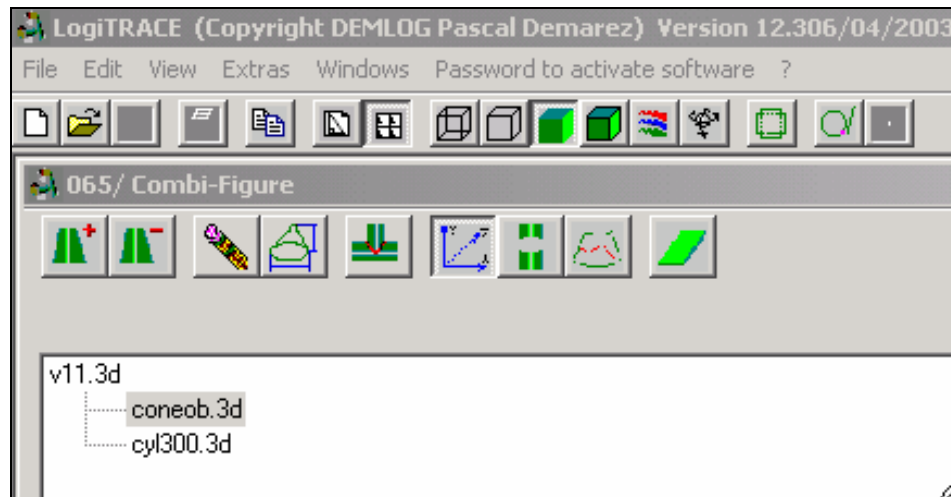 LogiTRACE (Copyright DEMLOG Pascal Demarez) Version 12.306/04/2003
File Edit View Extras Windows Password to activate software ?
065/ Combi-Figure
v11.3d
coneob.3d
cyl300.3d